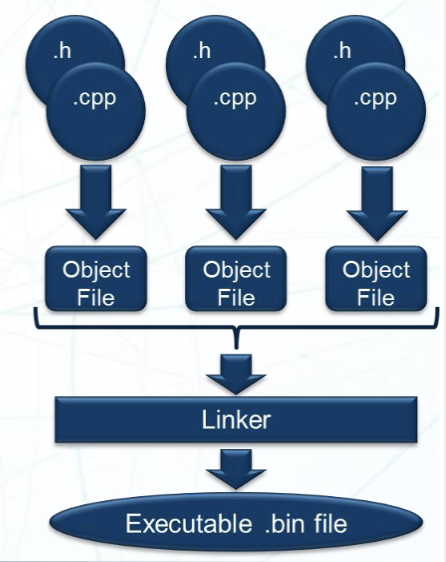 .h
.h
.h
.cpp
.cpp
.cpp
Object
File
Object
File
Object
File
Linker
Executable .bin file